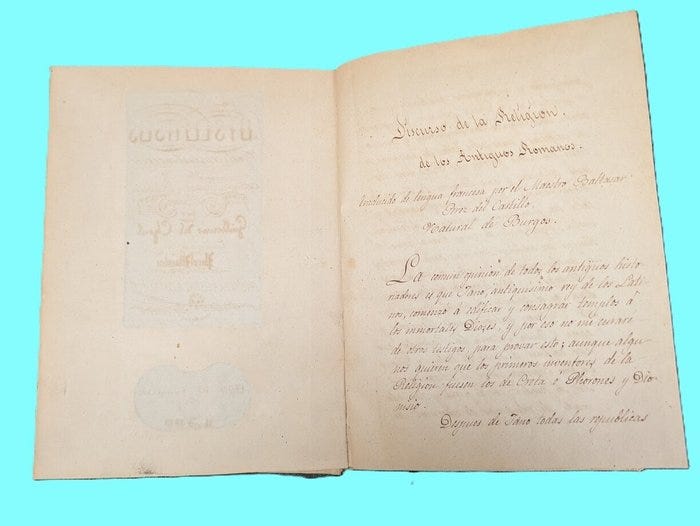 Discurso de la Religion,
de los Antiguos Romanos.
traducido de lengua francesa por el Maestro Baltasar
Prez del Castillo.
Natural de Burgos.
La comun opinion de todos los antiguos histo
riadores es que Jano, antiquisimo rey de los Lati
nos, comenzó á edificar y consagrar templos á
los inmortales Dioses, y por eso no me curaré
de otros testigos, para provar esto; aunque algu
nos quieren que los primeros inventores de la
Religion fuesen los de Creta ó Phorones y Dio
nisio.
Despues de Jano todas las republicas